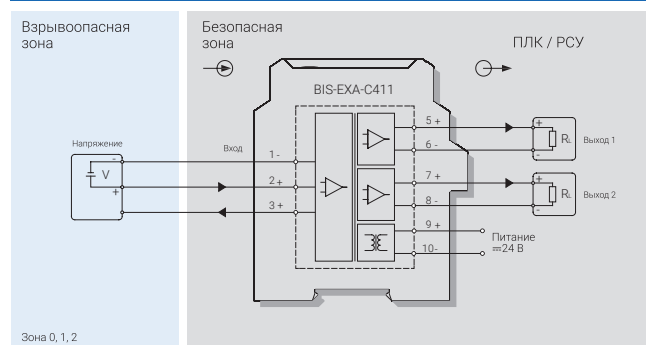 Взрывоопасная
зона
Безопасная
зона
ПЛК / РСУ
BIS-EXA-C411
Напряжение
Вход
-
V
+
1 -
2 +
3 +
5 +
6 -
7 +
8 -
9 +
10-
+
RL
-
Выход 1
+
RL
-
Выход 2
Питание
⎓24 В
Зона 0, 1, 2